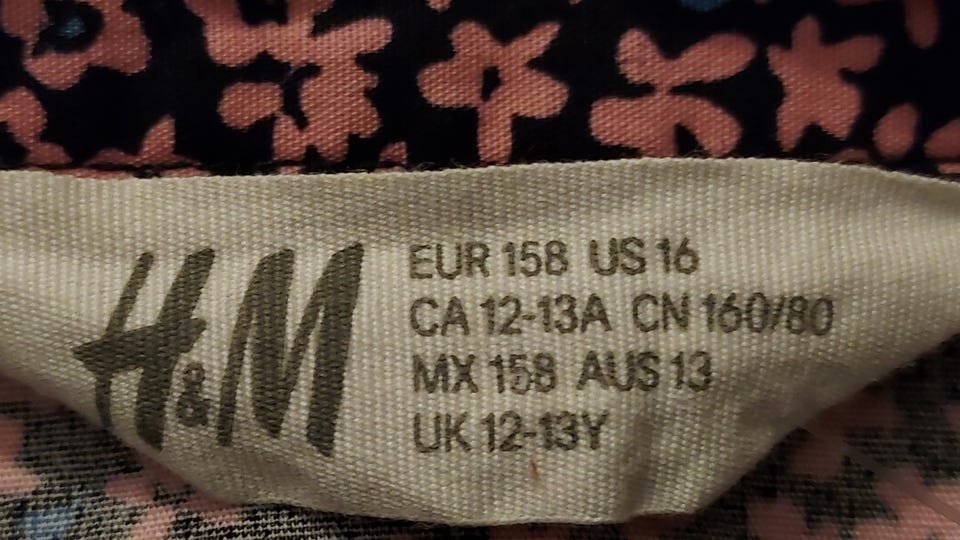 H&M
EUR 158 US 16
CA 12-13A CN 160/80
MX 158 AUS 13
UK 12-13Y